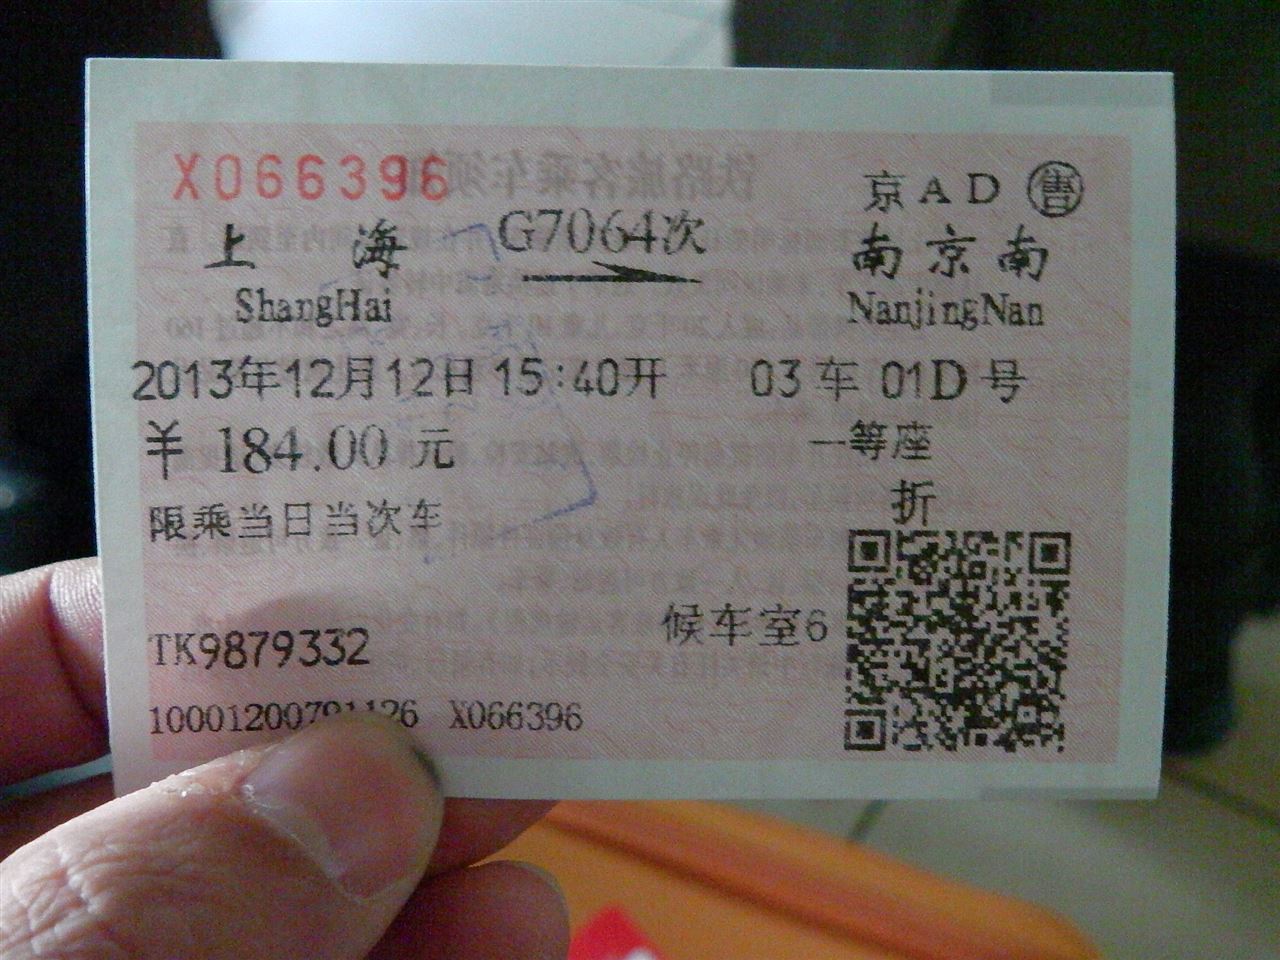 X066396
京 A D 售
上海 G7064次 南京南
ShangHai NanjingNan
2013年12月12日 15:40开 03车 01D号
￥184.00元 一等座
折
限乘当日当次车
候车室6
TK9879332
10001200791126 X066396